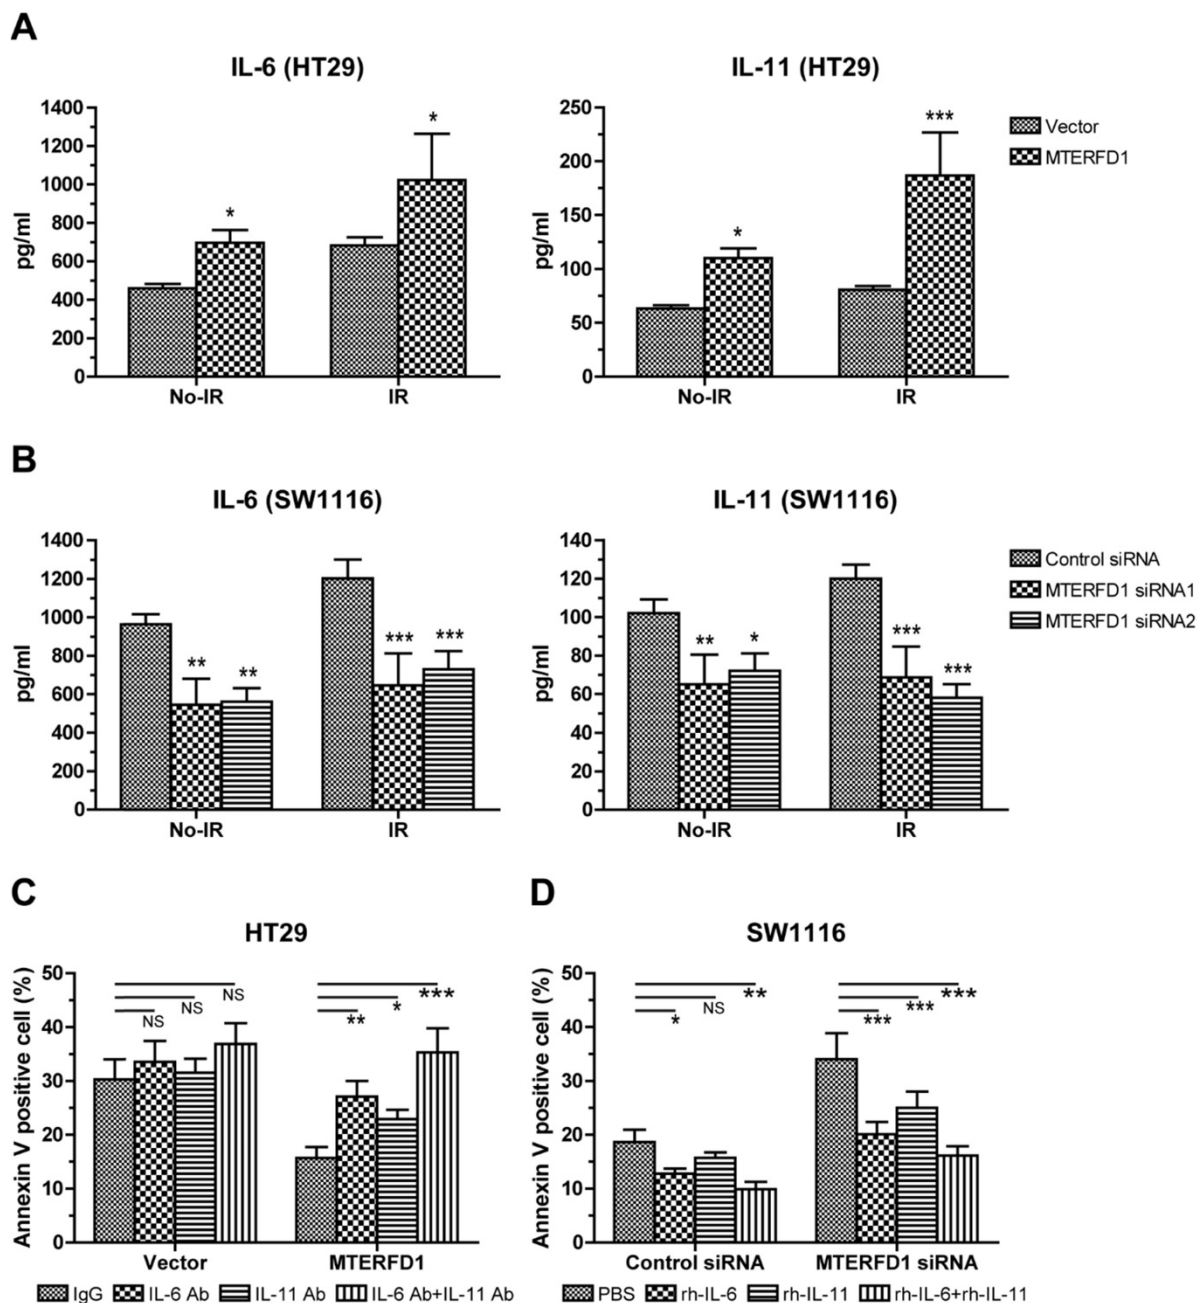 A
IL-6 (HT29)
IL-11 (HT29)
pg/ml
1400
1200
1000
800
600
400
200
0
*
*
No-IR
IR
pg/ml
250
200
150
100
50
0
*
***
No-IR
IR
Vector
MTERFD1
B
IL-6 (SW1116)
IL-11 (SW1116)
pg/ml
1400
1200
1000
800
600
400
200
0
**
**
***
***
No-IR
IR
pg/ml
140
120
100
80
60
40
20
0
**
*
***
***
No-IR
IR
Control siRNA
MTERFD1 siRNA1
MTERFD1 siRNA2
C
HT29
Annexin V positive cell (%)
50
40
30
20
10
0
NS
NS
NS
**
*
***
Vector
MTERFD1
IgG
IL-6 Ab
IL-11 Ab
IL-6 Ab+IL-11 Ab
D
SW1116
Annexin V positive cell (%)
50
40
30
20
10
0
*
NS
**
***
***
***
Control siRNA
MTERFD1 siRNA
PBS
rh-IL-6
rh-IL-11
rh-IL-6+rh-IL-11